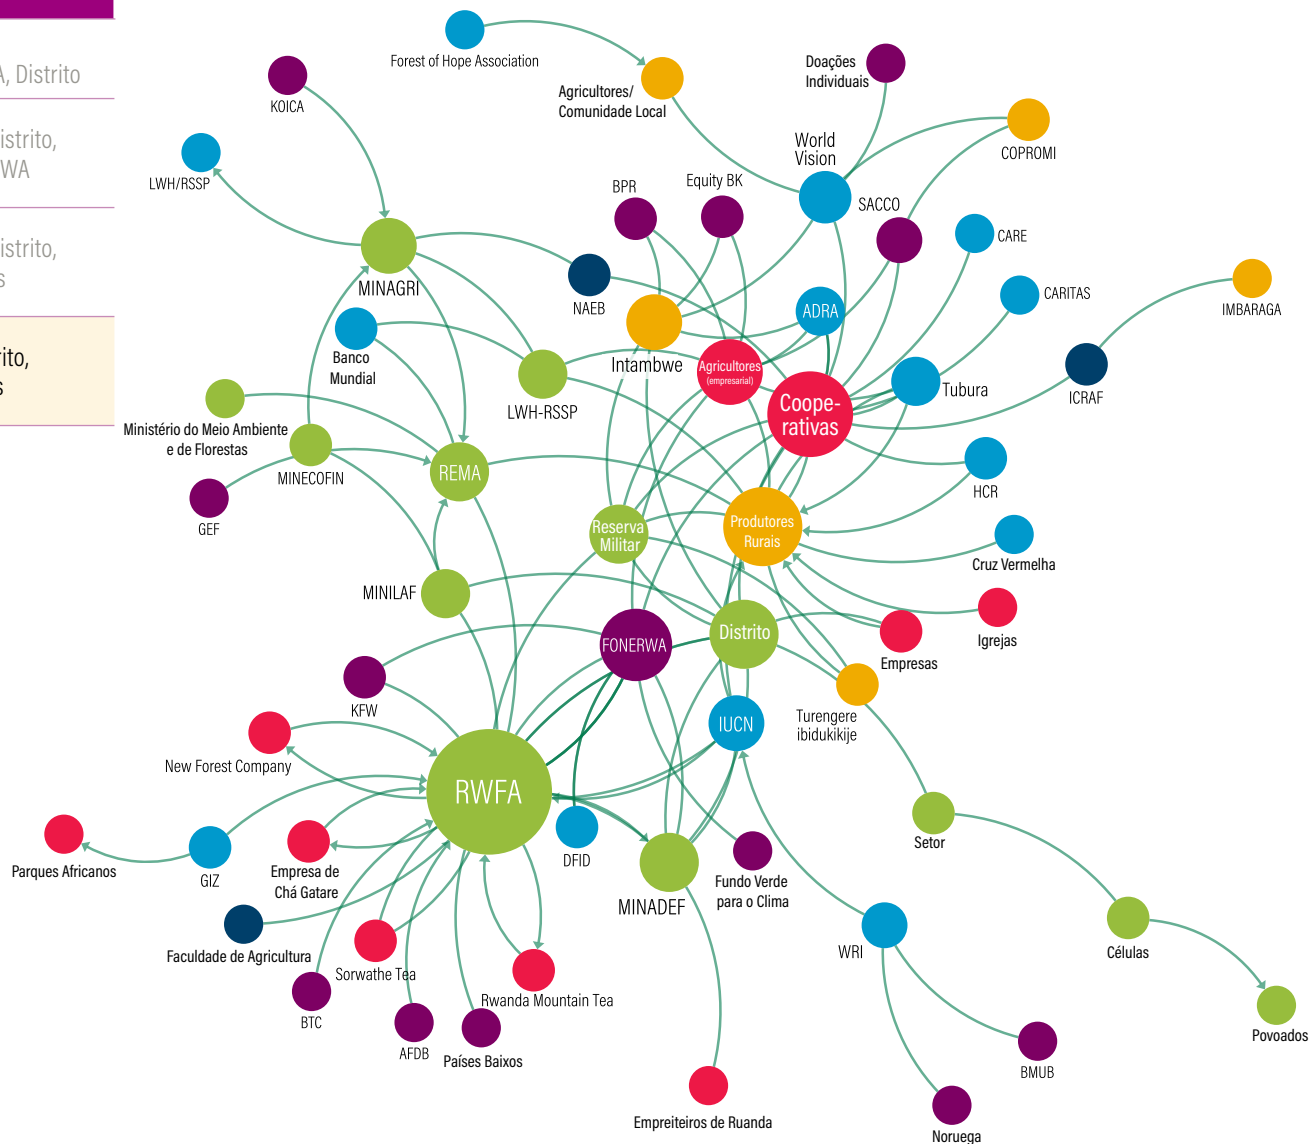 A, Distrito
istrito,
WA
istrito,
s
rito,
s
Forest of Hope Association
KOICA
Agricultores/
Comunidade Local
Doações
Individuais
COPROMI
LWH/RSSP
World
Vision
BPR
Equity BK
SACCO
CARE
MINAGRI
NAEB
CARITAS
IMBARAGA
ADRA
Banco
Mundial
Intambwe
Agricultores
(empresarial)
Coope-
rativas
Tubura
ICRAF
LWH-RSSP
Ministério do Meio Ambiente
e de Florestas
MINECOFIN
REMA
GEF
HCR
Reserva
Militar
Produtores
Rurais
Cruz Vermelha
MINILAF
Igrejas
FONERWA
Distrito
Empresas
KFW
Turengere
ibidukikije
IUCN
New Forest Company
RWFA
Setor
Parques Africanos
GIZ
Empresa de
Chá Gatare
DFID
MINADEF
Fundo Verde
para o Clima
WRI
Células
Faculdade de Agricultura
Sorwathe Tea
Rwanda Mountain Tea
BTC
AFDB
Países Baixos
Povoados
BMUB
Empreiteiros de Ruanda
Noruega